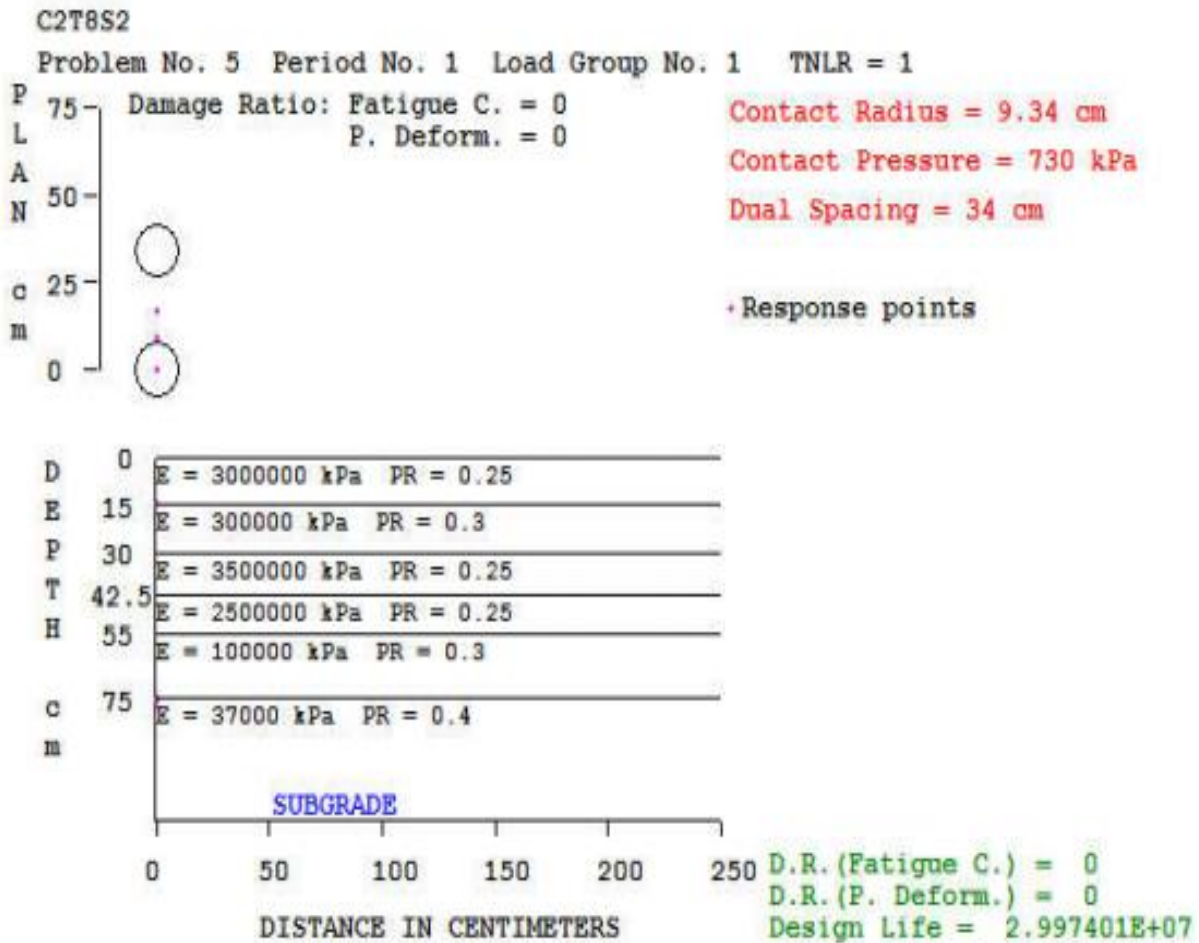 C2T8S2
Problem No. 5 Period No. 1 Load Group No. 1 TNLR = 1
PLAN cm
75
50
25
0
Damage Ratio: Fatigue C. = 0
P. Deform. = 0
Contact Radius = 9.34 cm
Contact Pressure = 730 kPa
Dual Spacing = 34 cm
Response points
DEPTH cm
0
E = 3000000 kPa PR = 0.25
15
E = 300000 kPa PR = 0.3
30
E = 3500000 kPa PR = 0.25
42.5
E = 2500000 kPa PR = 0.25
55
E = 100000 kPa PR = 0.3
75
E = 37000 kPa PR = 0.4
SUBGRADE
0 50 100 150 200 250
DISTANCE IN CENTIMETERS
D.R.(Fatigue C.) = 0
D.R.(P. Deform.) = 0
Design Life = 2.997401E+07